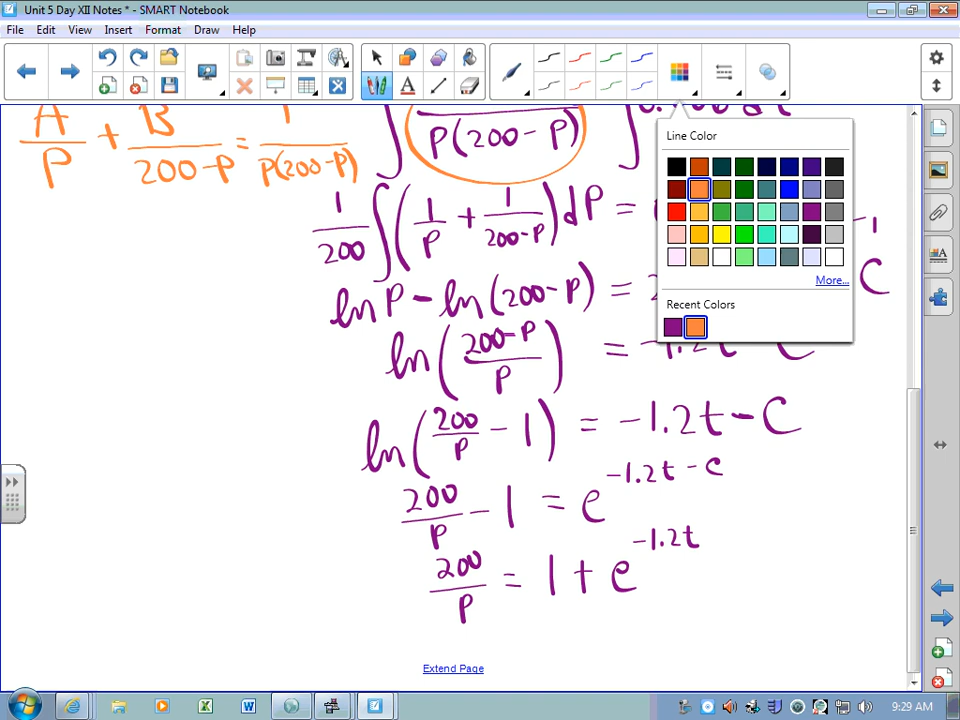 Unit 5 Day XII Notes * - SMART Notebook
File Edit View Insert Format Draw Help
A/P + B/200-P = 1/P(200-P)
P(200-P)
Line Color
1/200 ∫(1/P + 1/200-P)dP =
More...
Recent Colors
ln P - ln(200-P) = C
ln(200-P/P) = -1.2t - C
ln(200/P - 1) = -1.2t - C
200/P - 1 = e^-1.2t - C
200/P = 1 + e^-1.2t
Extend Page
9:29 AM